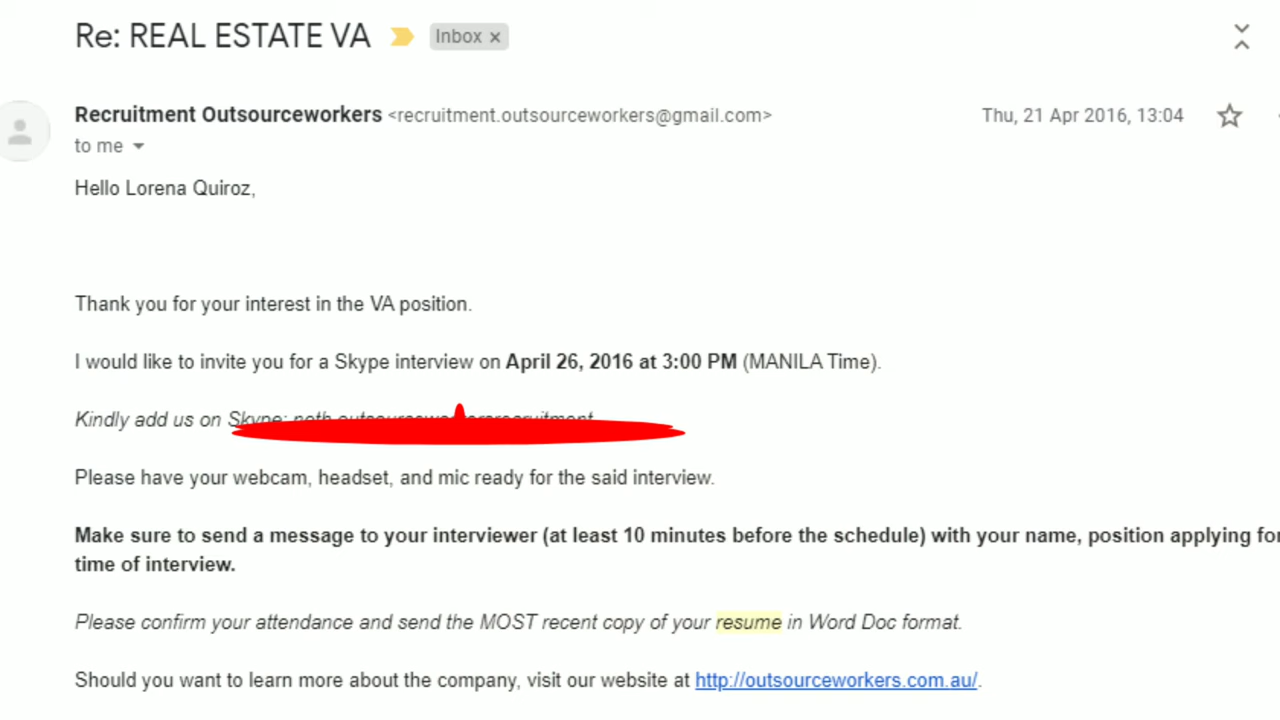 Re: REAL ESTATE VA Inbox ×
Recruitment Outsourceworkers <recruitment.outsourceworkers@gmail.com> Thu, 21 Apr 2016, 13:04
to me
Hello Lorena Quiroz,
Thank you for your interest in the VA position.
I would like to invite you for a Skype interview on April 26, 2016 at 3:00 PM (MANILA Time).
Kindly add us on Skype:
Please have your webcam, headset, and mic ready for the said interview.
Make sure to send a message to your interviewer (at least 10 minutes before the schedule) with your name, position applying for
time of interview.
Please confirm your attendance and send the MOST recent copy of your resume in Word Doc format.
Should you want to learn more about the company, visit our website at http://outsourceworkers.com.au/.